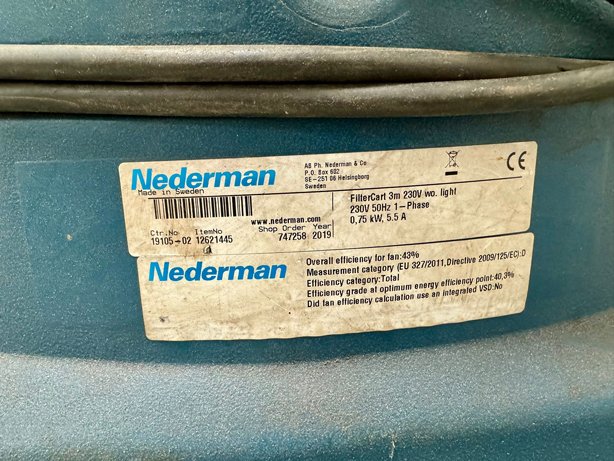 Nederman
Made in Sweden
AB Ph. Nederman & Co
P.O. Box 602
SE-251 06 Helsingborg
Sweden
CE
www.nederman.com
Ctr.No ItemNo Shop Order Year
19105-02 12621445 747258 2019
FilterCart 3m 230V wo. light
230V 50Hz 1-Phase
0,75 kW, 5.5 A
Nederman
Overall efficiency for fan:43%
Measurement category (EU 327/2011,Directive 2009/125/EC):D
Efficiency category:Total
Efficiency grade at optimum energy efficiency point:40,3%
Did fan efficiency calculation use an integrated VSD:No